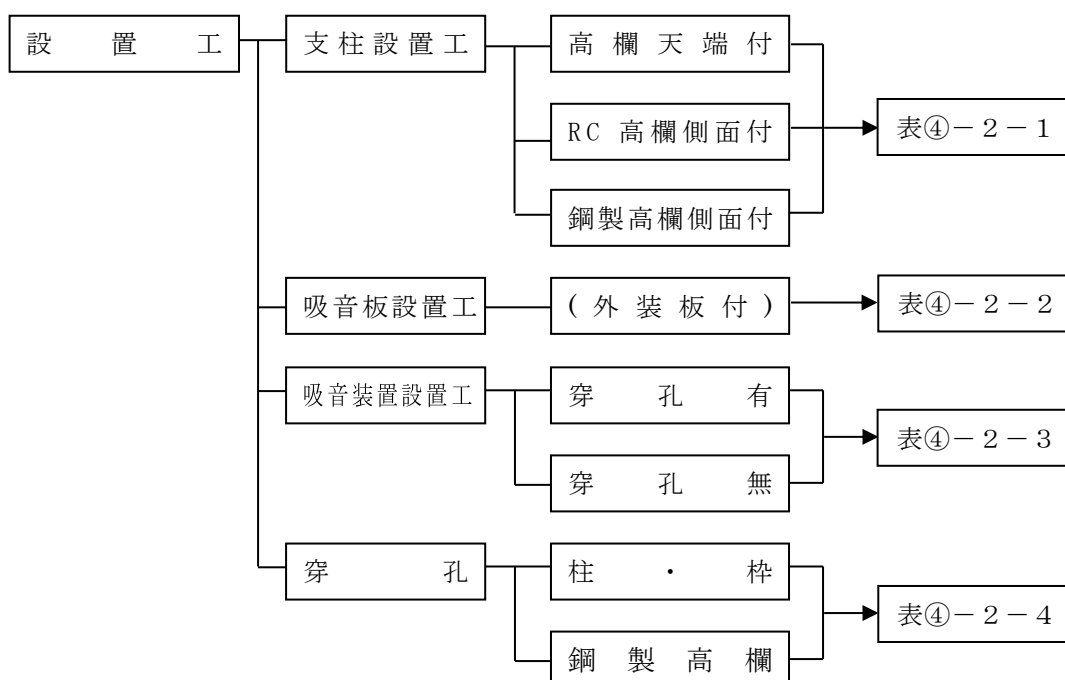 設置工
支柱設置工
高欄天端付
RC 高欄側面付
表④－２－１
鋼製高欄側面付
吸音板設置工
(外装板付)
表④－２－２
吸音装置設置工
穿孔有
表④－２－３
穿孔無
穿孔
柱・枠
表④－２－４
鋼製高欄